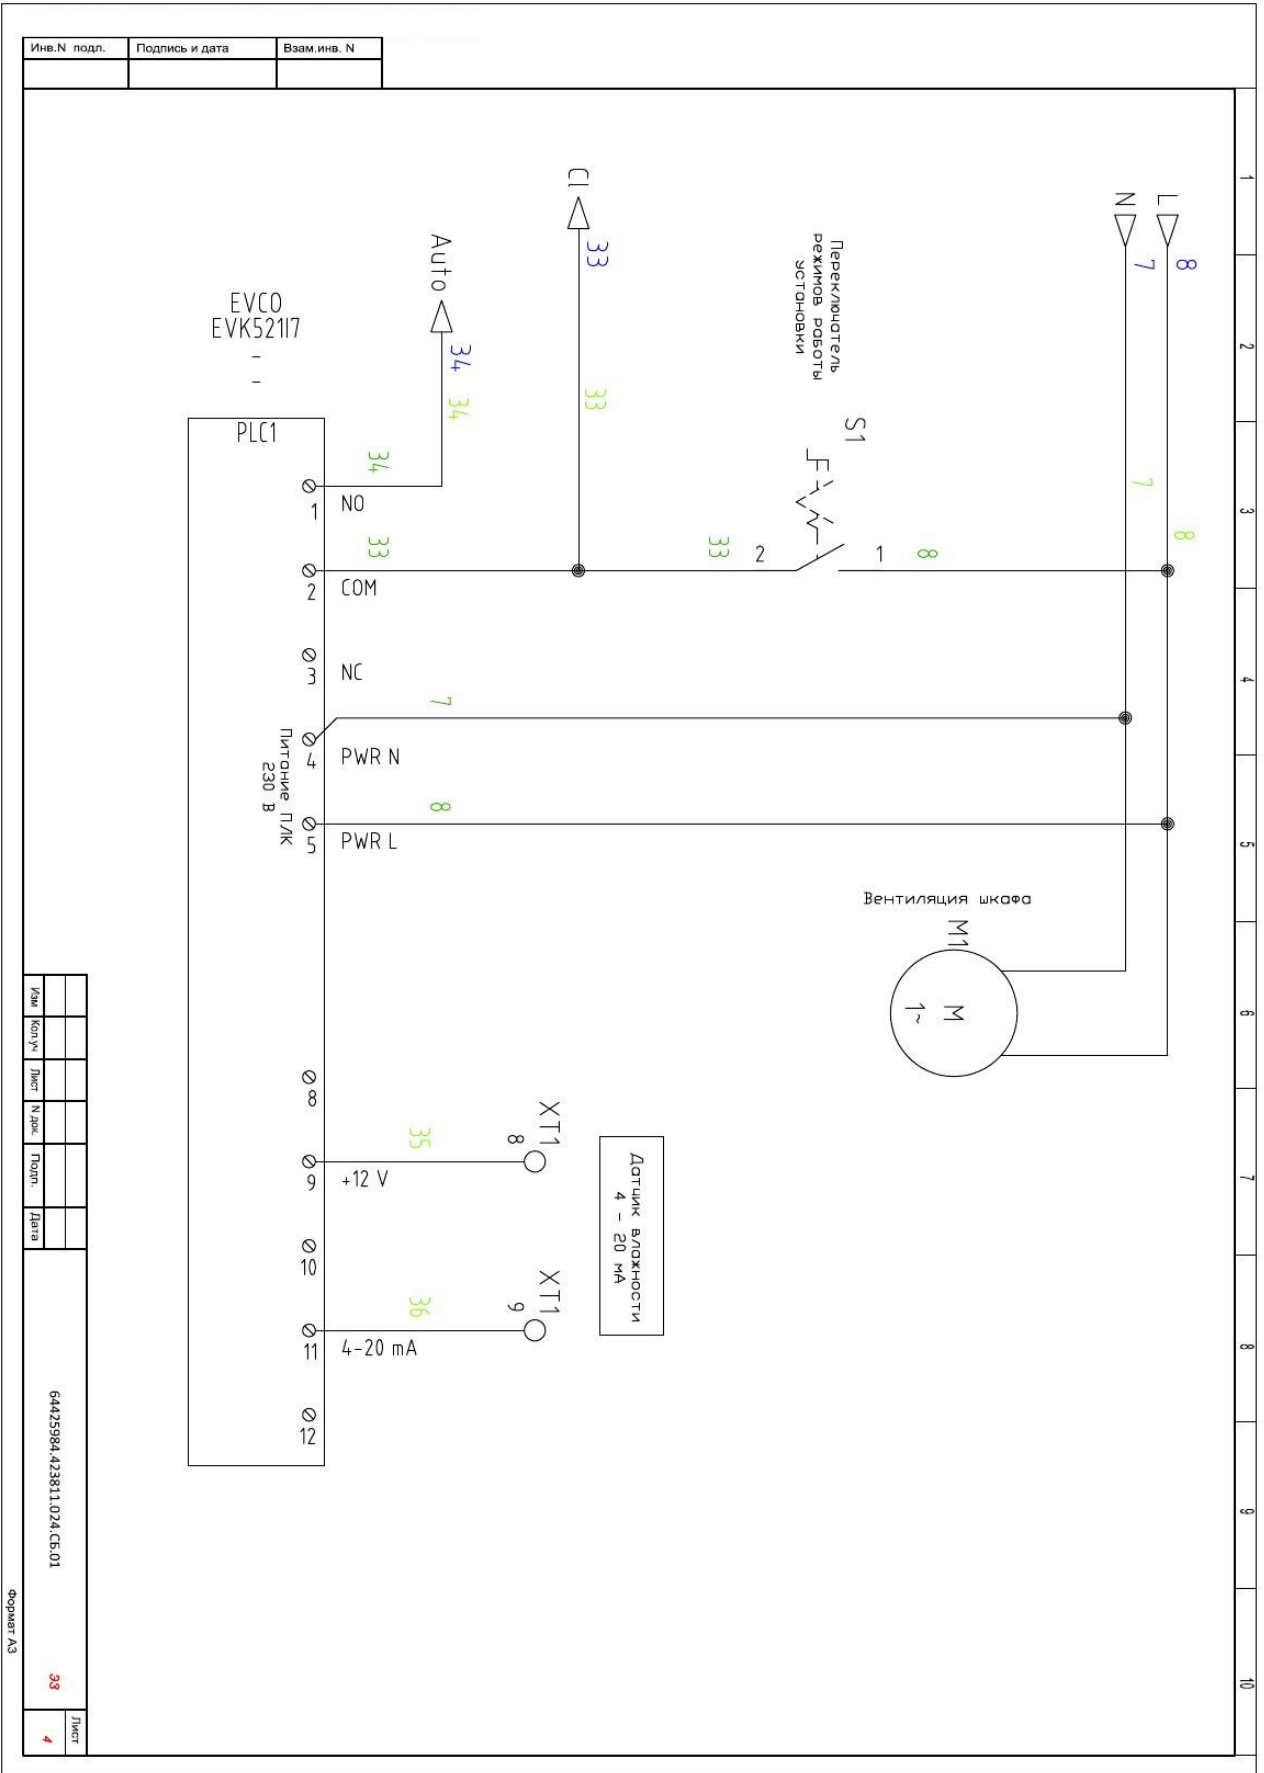 Инв.N подл.
Подпись и дата
Взам.инв. N
1
2
3
4
5
6
7
8
9
10
L
8
8
N
7
7
Переключатель
режимов работы
установки
S1
1
8
2
33
CI
33
33
Auto
34
34
EVCO
EVK521I7
-
-
PLC1
34
1
NO
33
2
COM
3
NC
7
4
PWR N
8
5
PWR L
Питание ПЛК
230 В
Вентиляция шкафа
M1
M
1~
8
35
9
+12 V
XT1
8
10
36
11
4-20 mA
XT1
9
12
Датчик влажности
4 - 20 мА
Изм
Кол.уч
Лист
N док.
Подп.
Дата
64425984.423811.024.СБ.01
ЭЗ
Лист
4
Формат А3